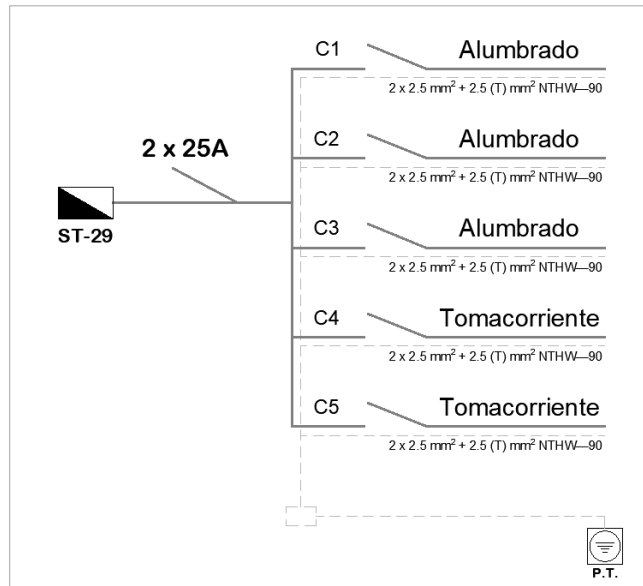 C1 Alumbrado
2 x 2.5 mm² + 2.5 (T) mm² NTHW—90
C2 Alumbrado
2 x 2.5 mm² + 2.5 (T) mm² NTHW—90
2 x 25A
ST-29
C3 Alumbrado
2 x 2.5 mm² + 2.5 (T) mm² NTHW—90
C4 Tomacorriente
2 x 2.5 mm² + 2.5 (T) mm² NTHW—90
C5 Tomacorriente
2 x 2.5 mm² + 2.5 (T) mm² NTHW—90
P.T.